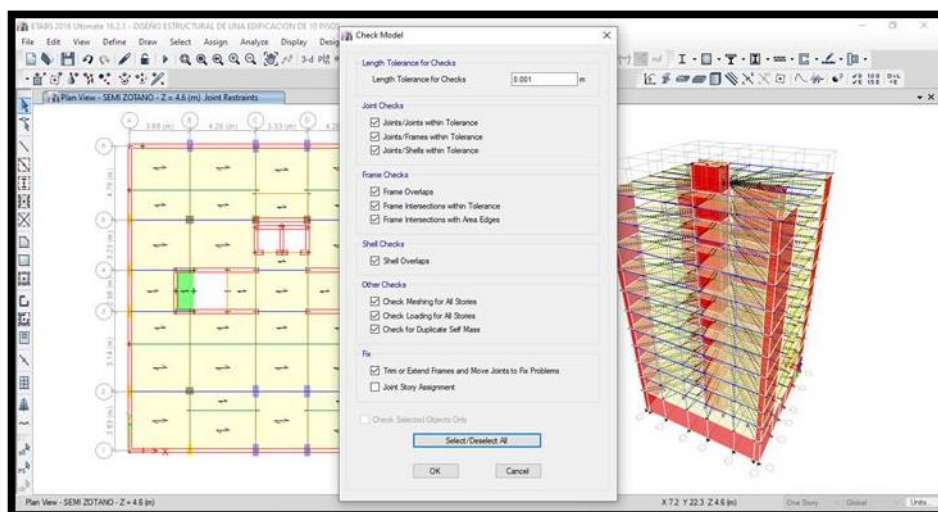 ETABS 2016 Ultimate 16.2.1 - DISEÑO ESTRUCTURAL DE UNA EDIFICACION DE 10 PISOS
File Edit View Define Draw Select Assign Analyze Display
Plan View - SEMI ZOTANO - Z = 4.6 (m) Joint Restraints
Check Model
Length Tolerance for Checks
Length Tolerance for Checks 0.001 m
Joint Checks
Joints/Joints within Tolerance
Joints/Frames within Tolerance
Joints/Shells within Tolerance
Frame Checks
Frame Overlaps
Frame Intersections within Tolerance
Frame Intersections with Area Edges
Shell Checks
Shell Overlaps
Other Checks
Check Meshing for All Stories
Check Loading for All Stories
Check for Duplicate Self Mass
Fix
Trim or Extend Frames and Move Joints to Fix Problems
Joint Story Assignment
Check Selected Objects Only
Select/Deselect All
OK Cancel
3-d
X
Plan View - SEMI ZOTANO - Z = 4.6 (m)
X 7.2 Y 22.3 Z 4.6 (m)
One Story
Global
Units...